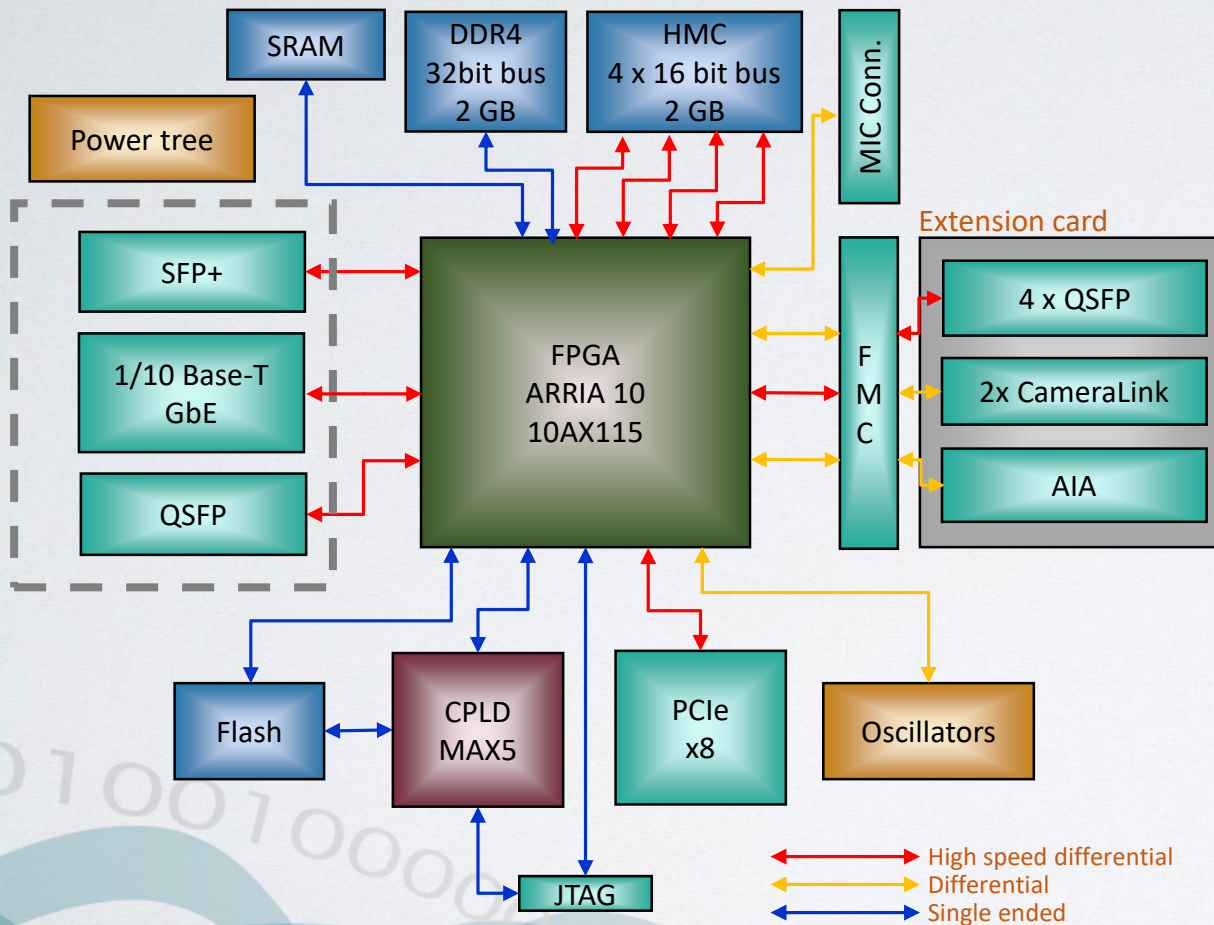 SRAM
DDR4
32bit bus
2 GB
HMC
4 x 16 bit bus
2 GB
MIC Conn.
Power tree
Extension card
SFP+
1/10 Base-T
GbE
QSFP
FPGA
ARRIA 10
10AX115
F
M
C
4 x QSFP
2x CameraLink
AIA
Flash
CPLD
MAX5
PCIe
x8
Oscillators
JTAG
High speed differential
Differential
Single ended